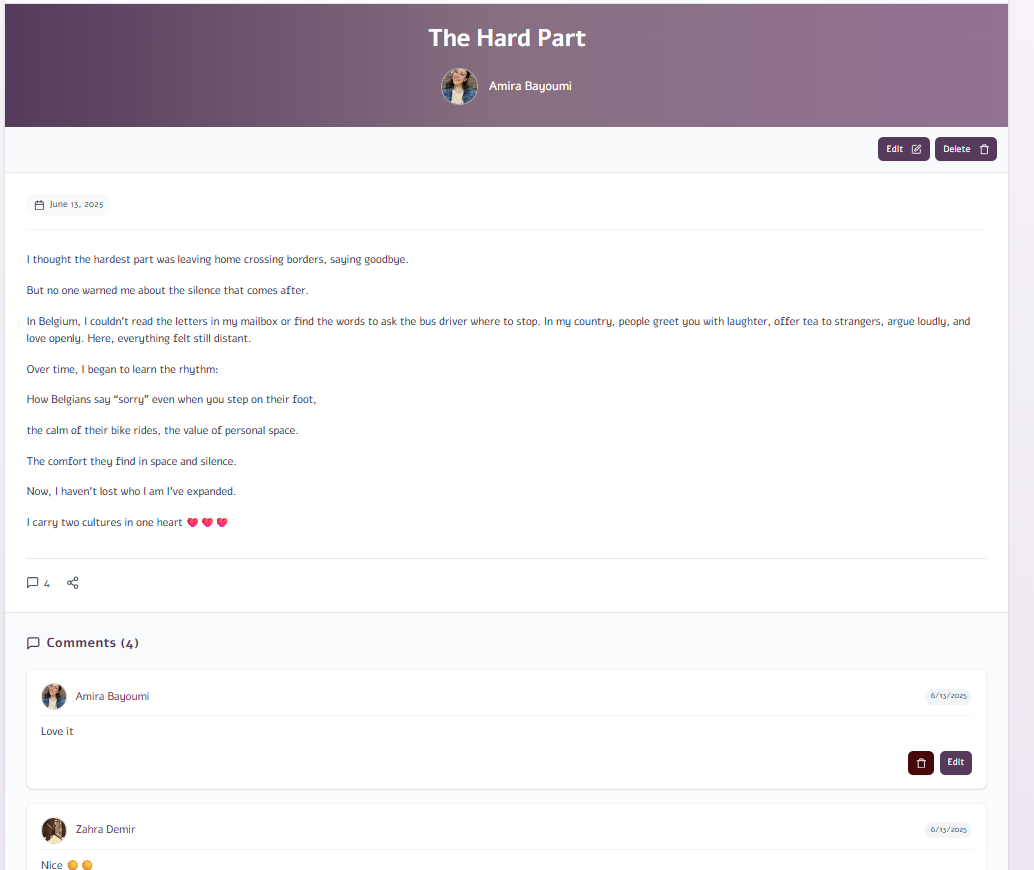 The Hard Part
Amira Bayoumi
Edit
Delete
June 13, 2025
I thought the hardest part was leaving home crossing borders, saying goodbye.
But no one warned me about the silence that comes after.
In Belgium, I couldn't read the letters in my mailbox or find the words to ask the bus driver where to stop. In my country, people greet you with laughter, offer tea to strangers, argue loudly, and
love openly. Here, everything felt still distant.
Over time, I began to learn the rhythm:
How Belgians say “sorry” even when you step on their foot,
the calm of their bike rides, the value of personal space.
The comfort they find in space and silence.
Now, I haven't lost who I am I've expanded.
I carry two cultures in one heart 💗 💗 💗
4
Comments (4)
Amira Bayoumi
6/13/2025
Love it
Edit
Zahra Demir
6/13/2025
Nice